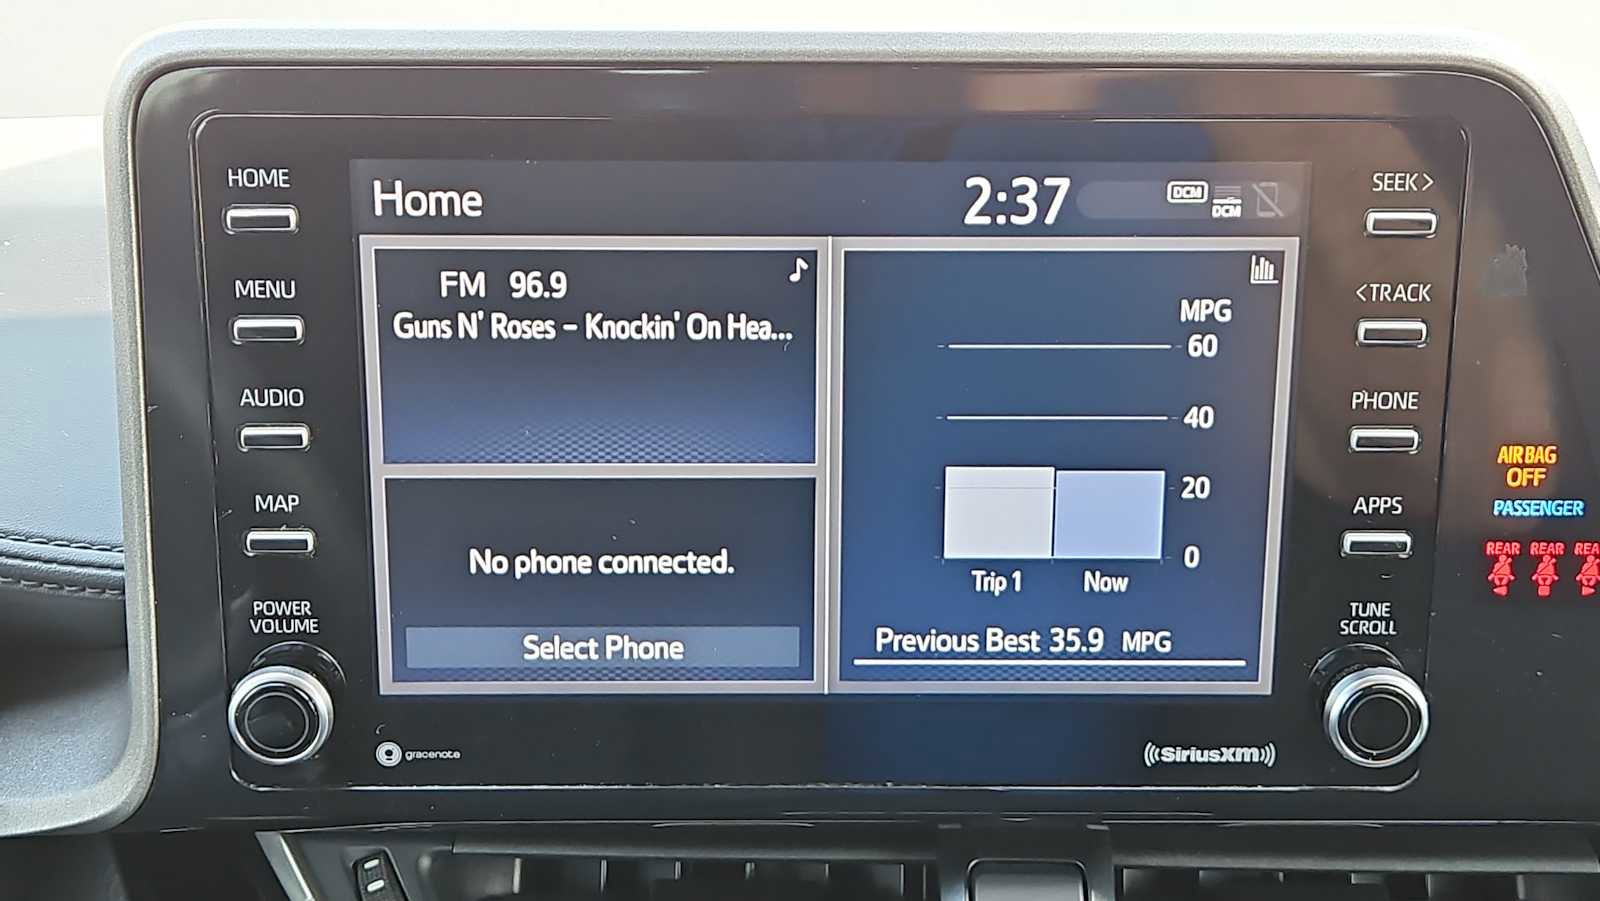 HOME
MENU
AUDIO
MAP
POWER
VOLUME
Home
2:37
DCM
DCM
FM 96.9
Guns N' Roses - Knockin' On Hea...
No phone connected.
Select Phone
MPG
60
40
20
0
Trip 1
Now
Previous Best 35.9 MPG
gracenote
((SiriusXM))
SEEK >
< TRACK
PHONE
APPS
TUNE
SCROLL
AIRBAG
OFF
PASSENGER
REAR REAR REA